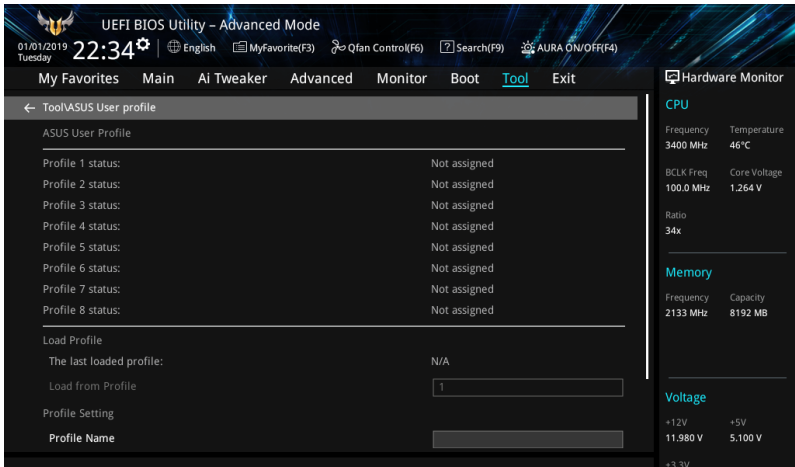 UEFI BIOS Utility – Advanced Mode
01/01/2019
Tuesday
22:34
English
MyFavorite(F3)
Qfan Control(F6)
? Search(F9)
AURA ON/OFF(F4)
My Favorites Main Ai Tweaker Advanced Monitor Boot Tool Exit
Hardware Monitor
← Tool\ASUS User profile
ASUS User Profile
Profile 1 status: Not assigned
Profile 2 status: Not assigned
Profile 3 status: Not assigned
Profile 4 status: Not assigned
Profile 5 status: Not assigned
Profile 6 status: Not assigned
Profile 7 status: Not assigned
Profile 8 status: Not assigned
Load Profile
The last loaded profile: N/A
Load from Profile 1
Profile Setting
Profile Name
CPU
Frequency Temperature
3400 MHz 46°C
BCLK Freq Core Voltage
100.0 MHz 1.264 V
Ratio
34x
Memory
Frequency Capacity
2133 MHz 8192 MB
Voltage
+12V +5V
11.980 V 5.100 V
+3.3V